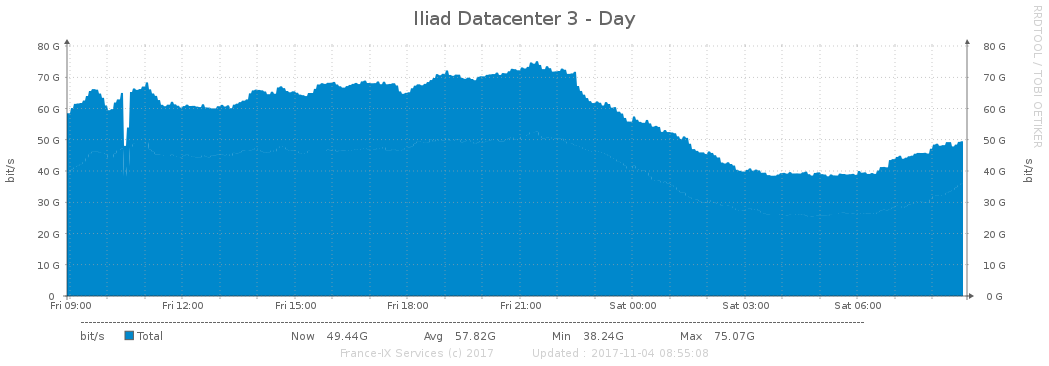 Iliad Datacenter 3 - Day
RRDTOOL / TOBI OETIKER
80 G 80 G
70 G 70 G
60 G 60 G
50 G 50 G
40 G 40 G
30 G 30 G
20 G 20 G
10 G 10 G
0 0 G
bit/s bit/s
Fri 09:00 Fri 12:00 Fri 15:00 Fri 18:00 Fri 21:00 Sat 00:00 Sat 03:00 Sat 06:00
bit/s Total Now 49.44G Avg 57.82G Min 38.24G Max 75.07G
France-IX Services (c) 2017 Updated : 2017-11-04 08:55:08